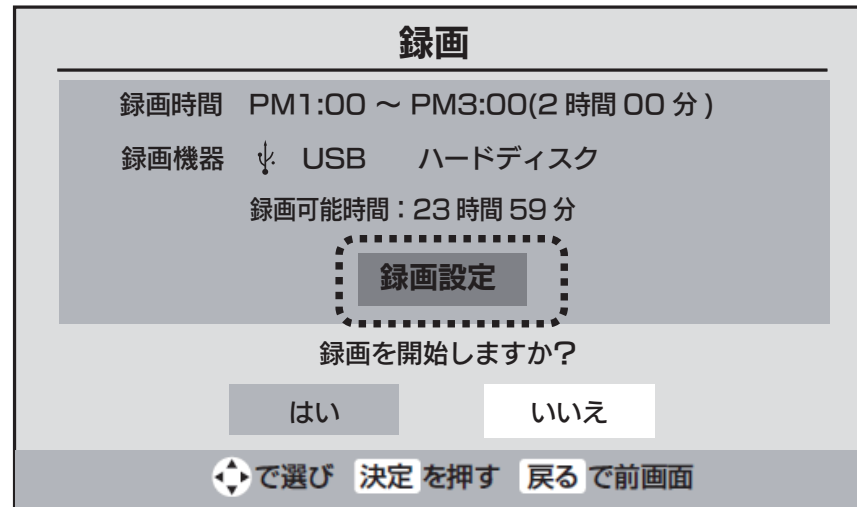 録画
録画時間 PM1:00 ～ PM3:00(2 時間 00 分 )
録画機器 USB ハードディスク
録画可能時間：23 時間 59 分
録画設定
録画を開始しますか?
はい いいえ
で選び 決定 を押す 戻る で前画面